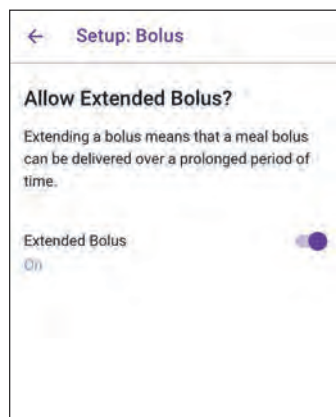 Setup: Bolus
Allow Extended Bolus?
Extending a bolus means that a meal bolus
can be delivered over a prolonged period of
time.
Extended Bolus
On